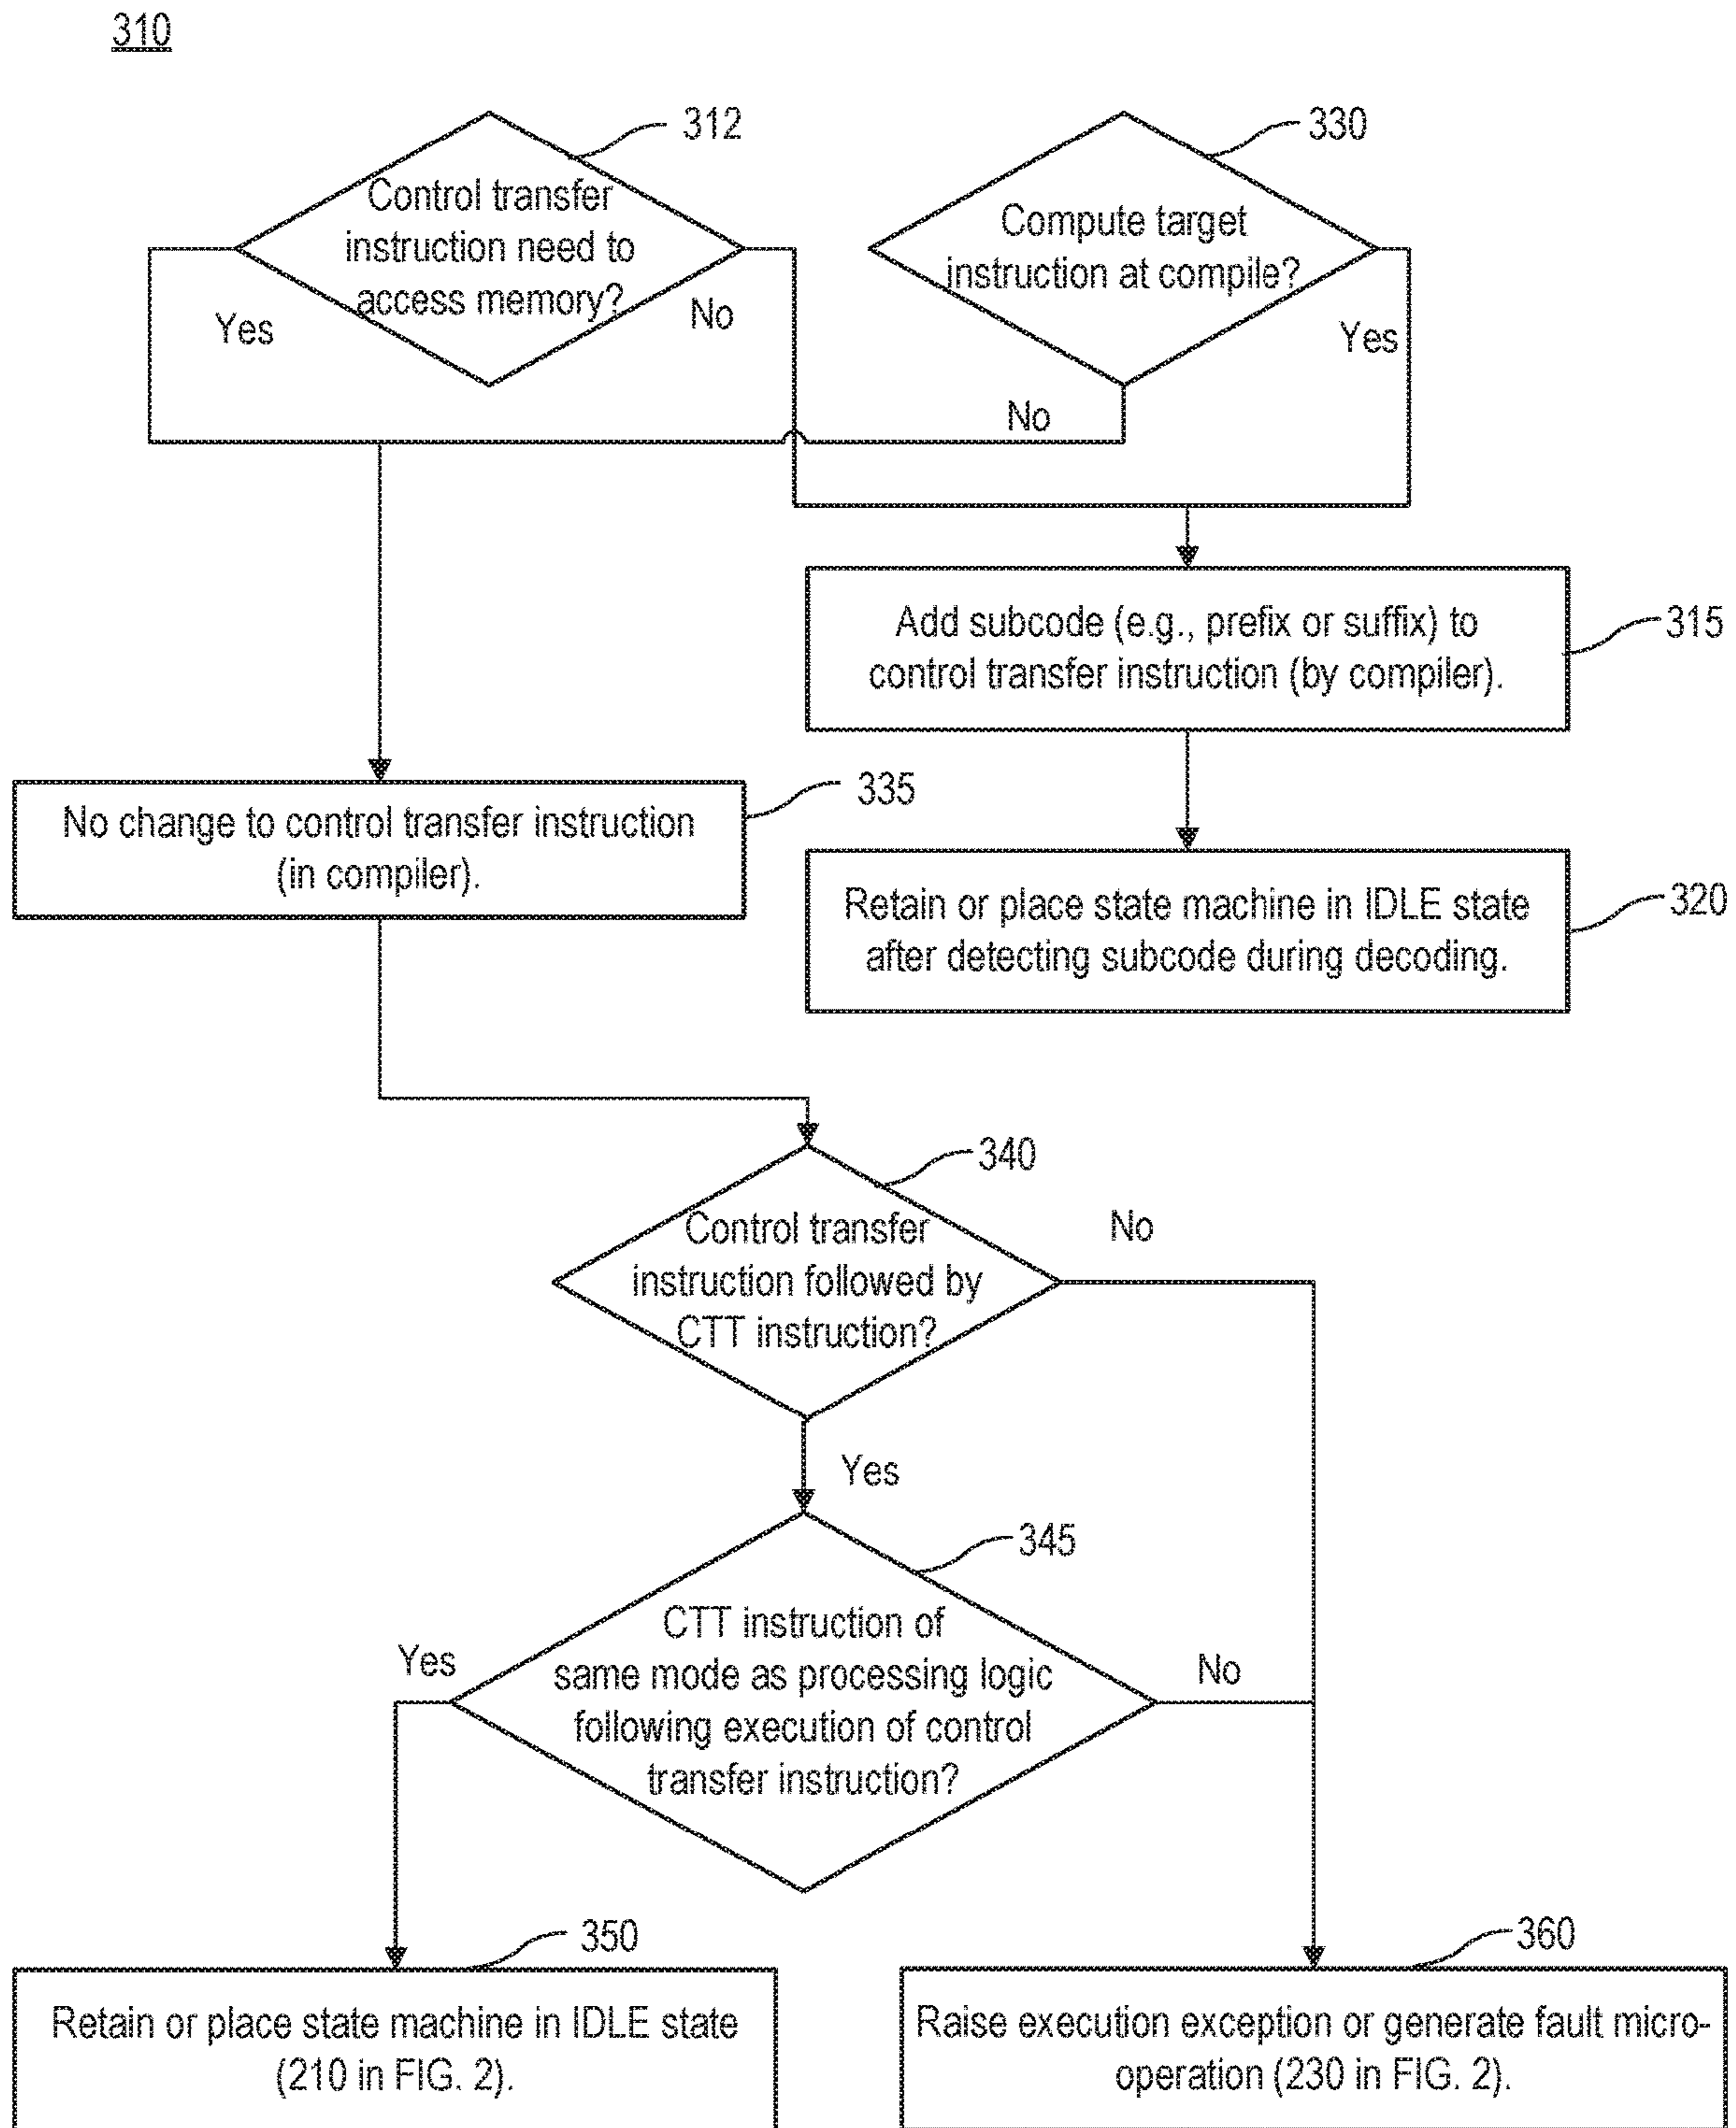 310
312
Control transfer
instruction need to
access memory?
Yes
No
330
Compute target
instruction at compile?
Yes
No
Add subcode (e.g., prefix or suffix) to
control transfer instruction (by compiler).
315
No change to control transfer instruction
(in compiler).
335
Retain or place state machine in IDLE state
after detecting subcode during decoding.
320
340
Control transfer
instruction followed by
CTT instruction?
No
Yes
345
CTT instruction of
same mode as processing logic
following execution of control
transfer instruction?
Yes
No
350
Retain or place state machine in IDLE state
(210 in FIG. 2).
360
Raise execution exception or generate fault micro-
operation (230 in FIG. 2).